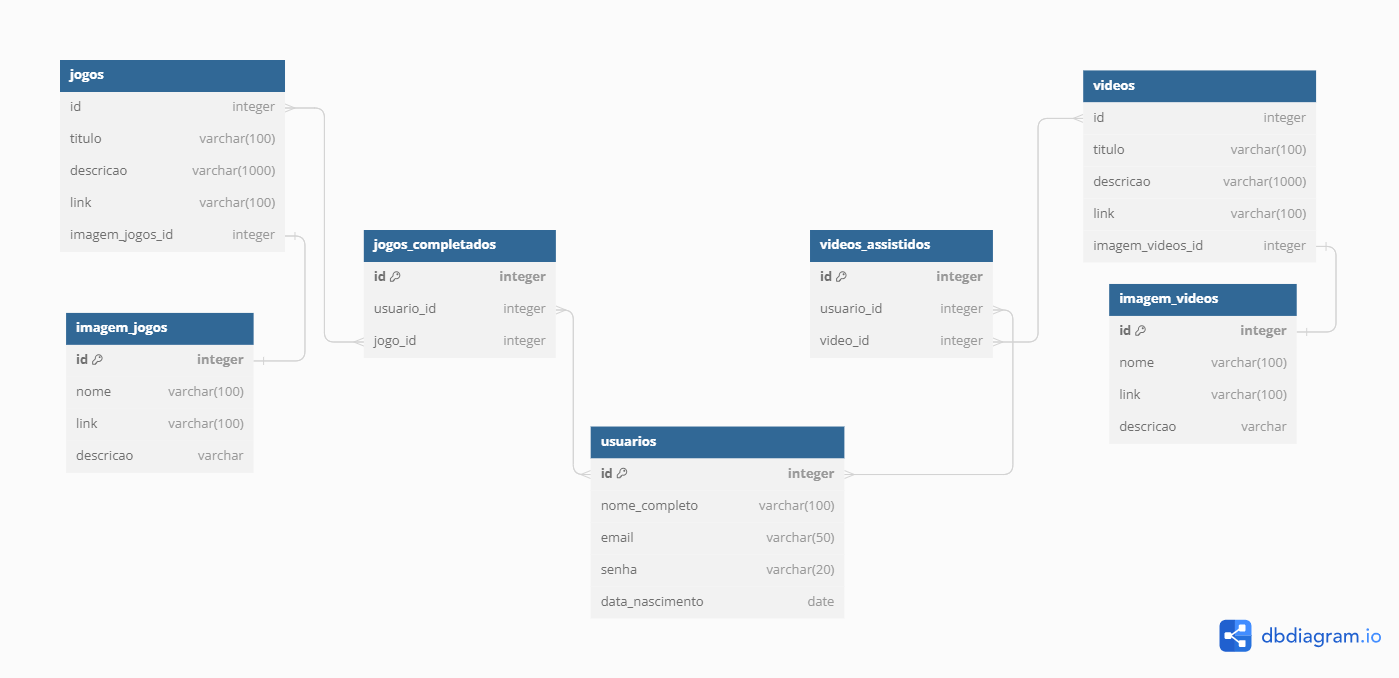 jogos
id integer
titulo varchar(100)
descricao varchar(1000)
link varchar(100)
imagem_jogos_id integer
imagem_jogos
id integer
nome varchar(100)
link varchar(100)
descricao varchar
jogos_completados
id integer
usuario_id integer
jogo_id integer
usuarios
id integer
nome_completo varchar(100)
email varchar(50)
senha varchar(20)
data_nascimento date
videos_assistidos
id integer
usuario_id integer
video_id integer
videos
id integer
titulo varchar(100)
descricao varchar(1000)
link varchar(100)
imagem_videos_id integer
imagem_videos
id integer
nome varchar(100)
link varchar(100)
descricao varchar
dbdiagram.io